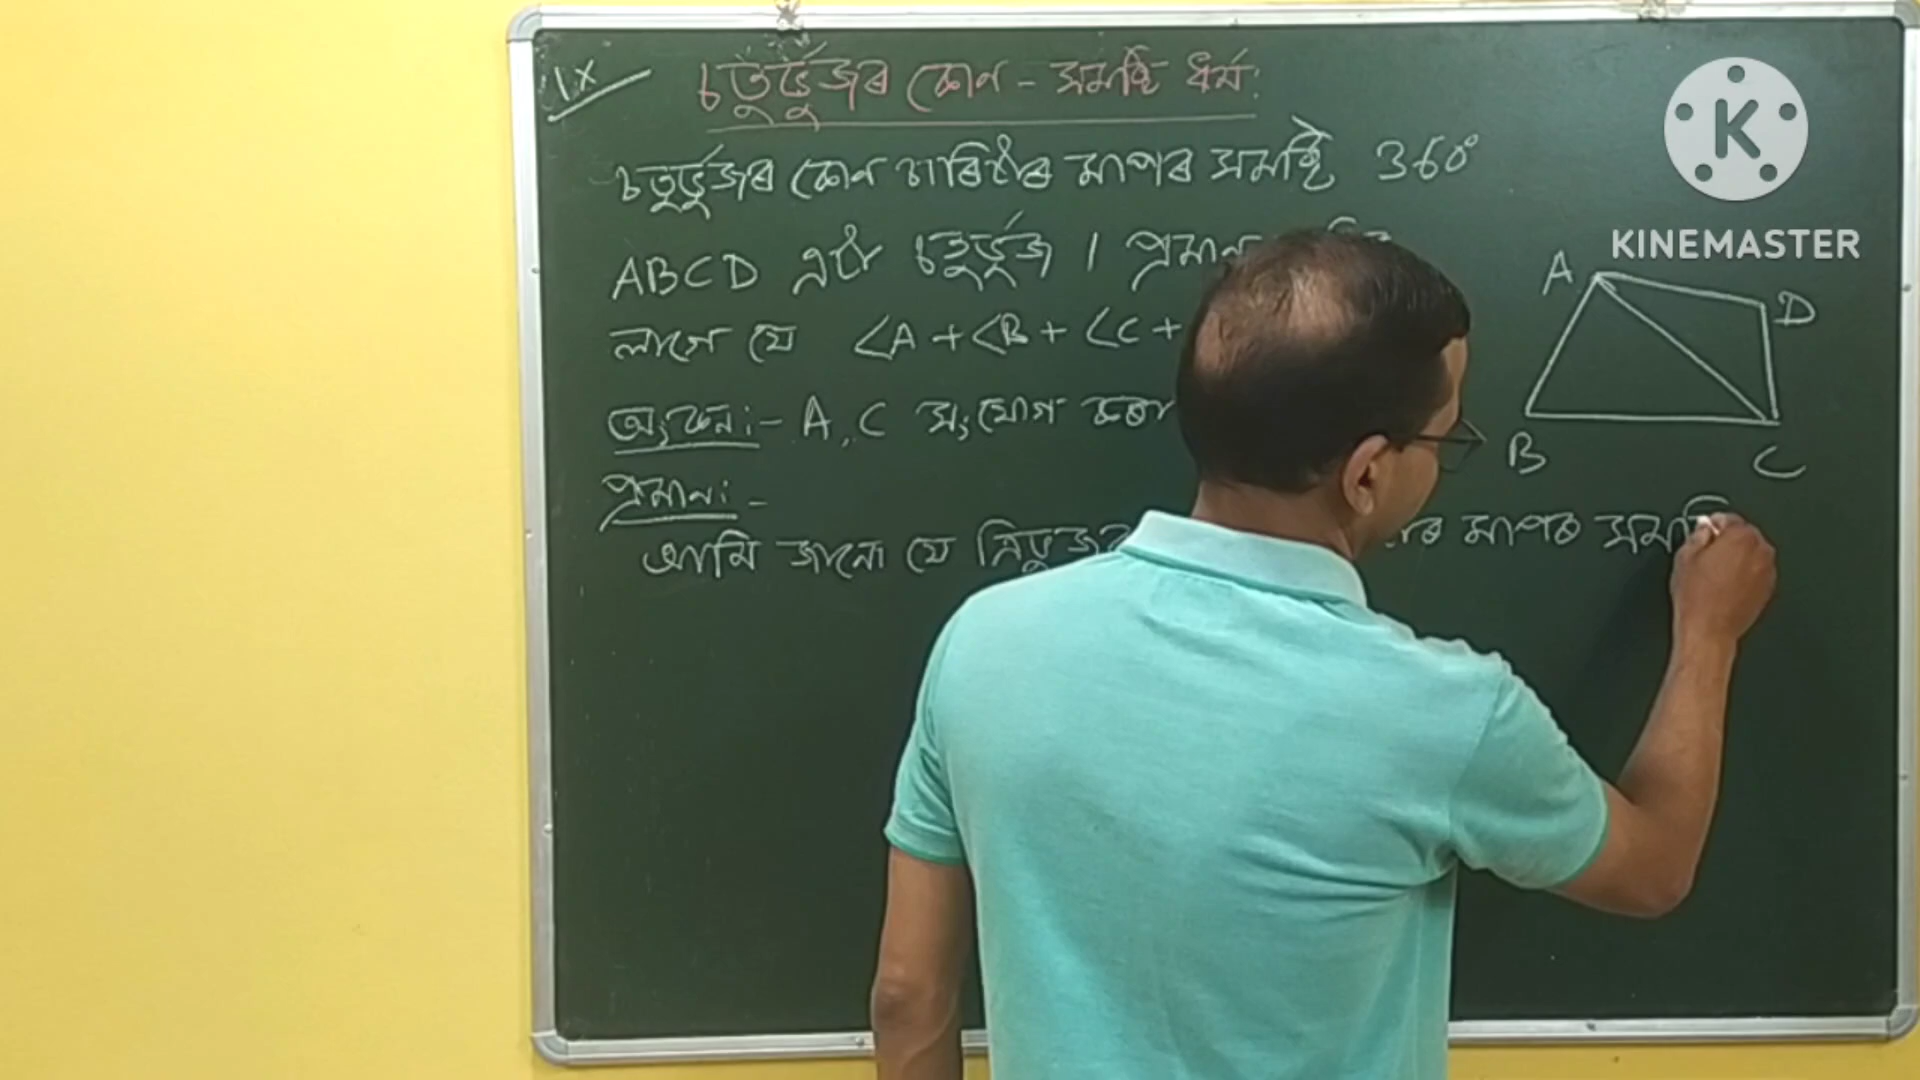 IX
চতুৰ্ভুজৰ কোণ - সমষ্টি ধৰ্ম:
চতুৰ্ভুজৰ কোণ চাৰিটাৰ মাপৰ সমষ্টি 360°
ABCD এটা চতুৰ্ভুজ । প্ৰমাণ
লাগে যে <A + <B + <C +
অংকন:- A, C সংযোগ কৰা
প্ৰমাণ: -
আমি জানো যে ত্ৰিভুজৰ মাপৰ সমষ্টি
A
D
B
C
K
KINEMASTER